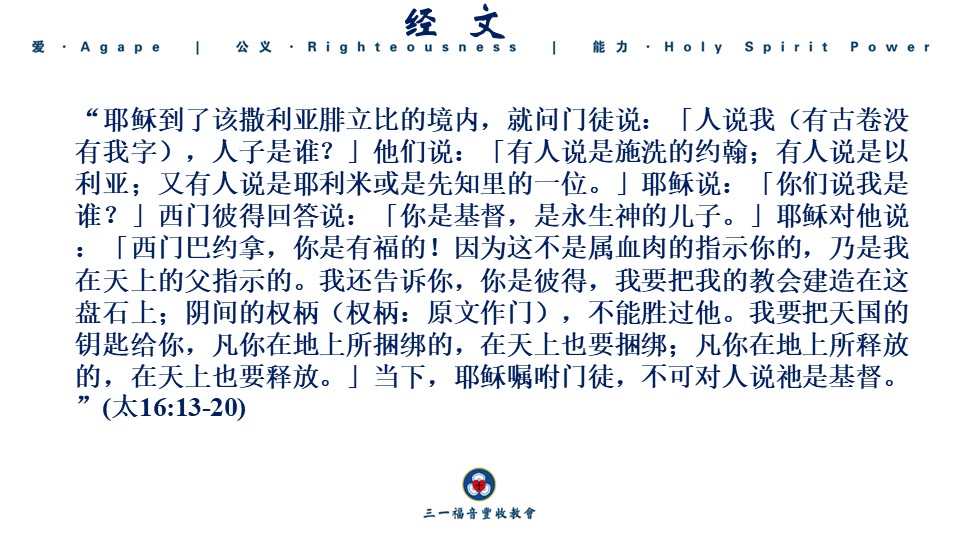 经 文
爱 · Agape | 公义 · Righteousness | 能力 · Holy Spirit Power
“耶稣到了该撒利亚腓立比的境内，就问门徒说：「人说我（有古卷没
有我字），人子是谁？」他们说：「有人说是施洗的约翰；有人说是以
利亚；又有人说是耶利米或是先知里的一位。」耶稣说：「你们说我是
谁？」西门彼得回答说：「你是基督，是永生神的儿子。」耶稣对他说
：「西门巴约拿，你是有福的！因为这不是属血肉的指示你的，乃是我
在天上的父指示的。我还告诉你，你是彼得，我要把我的教会建造在这
盘石上；阴间的权柄（权柄：原文作门），不能胜过他。我要把天国的
钥匙给你，凡你在地上所捆绑的，在天上也要捆绑；凡你在地上所释放
的，在天上也要释放。」当下，耶稣嘱咐门徒，不可对人说祂是基督。
”(太16:13-20)
三一福音豐收教會